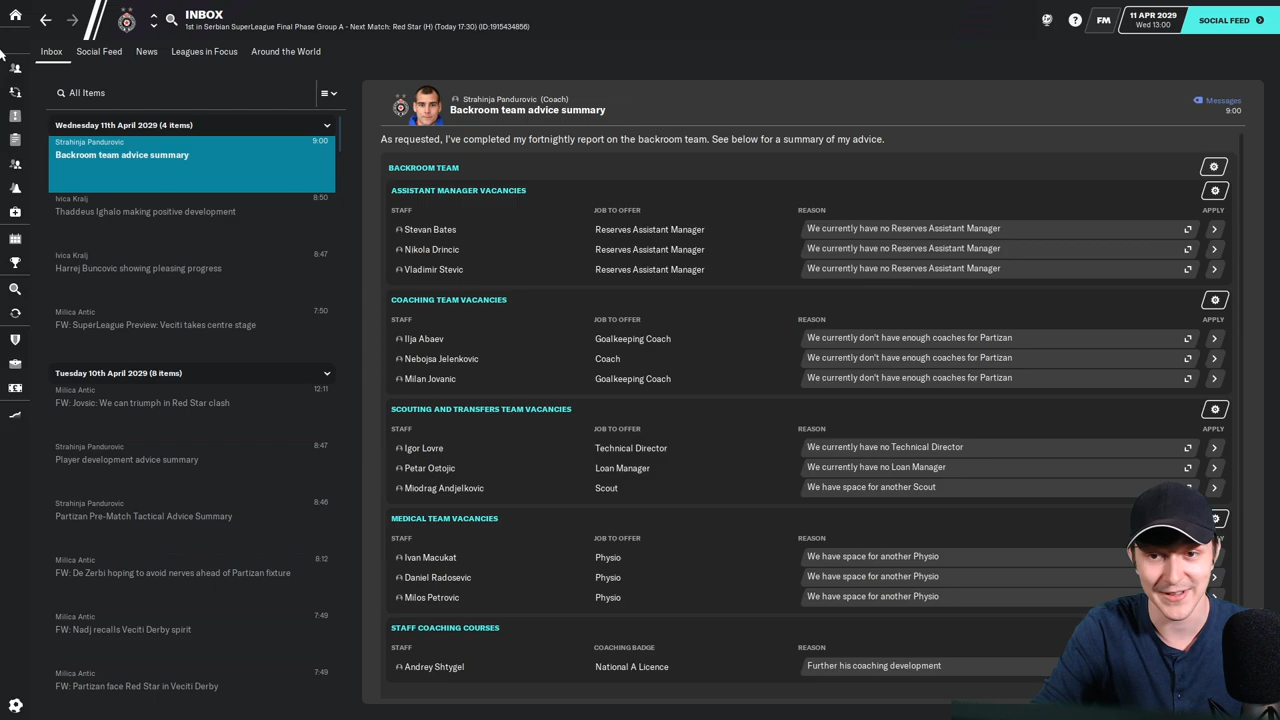 INBOX
1st in Serbian SuperLeague Final Phase Group A - Next Match: Red Star (H) (Today 17:30) (ID:1915434856)
FM
11 APR 2029
Wed 13:00
SOCIAL FEED
Inbox
Social Feed
News
Leagues in Focus
Around the World
All Items
Wednesday 11th April 2029 (4 items)
Strahinja Pandurovic 9:00
Backroom team advice summary
Ivica Kralj 8:50
Thaddeus Ighalo making positive development
Ivica Kralj 8:47
Harrej Buncovic showing pleasing progress
Milica Antic 7:50
FW: SuperLeague Preview: Veciti takes centre stage
Tuesday 10th April 2029 (8 items)
Milica Antic 12:11
FW: Jovsic: We can triumph in Red Star clash
Strahinja Pandurovic 8:47
Player development advice summary
Strahinja Pandurovic 8:46
Partizan Pre-Match Tactical Advice Summary
Milica Antic 8:12
FW: De Zerbi hoping to avoid nerves ahead of Partizan fixture
Milica Antic 7:49
FW: Nadj recalls Veciti Derby spirit
Milica Antic 7:49
FW: Partizan face Red Star in Veciti Derby
Strahinja Pandurovic (Coach)
Backroom team advice summary
Messages
9:00
As requested, I've completed my fortnightly report on the backroom team. See below for a summary of my advice.
BACKROOM TEAM
ASSISTANT MANAGER VACANCIES
STAFF JOB TO OFFER REASON APPLY
Stevan Bates Reserves Assistant Manager We currently have no Reserves Assistant Manager
Nikola Drincic Reserves Assistant Manager We currently have no Reserves Assistant Manager
Vladimir Stevic Reserves Assistant Manager We currently have no Reserves Assistant Manager
COACHING TEAM VACANCIES
STAFF JOB TO OFFER REASON APPLY
Ilja Abaev Goalkeeping Coach We currently don't have enough coaches for Partizan
Nebojsa Jelenkovic Coach We currently don't have enough coaches for Partizan
Milan Jovanic Goalkeeping Coach We currently don't have enough coaches for Partizan
SCOUTING AND TRANSFERS TEAM VACANCIES
STAFF JOB TO OFFER REASON APPLY
Igor Lovre Technical Director We currently have no Technical Director
Petar Ostojic Loan Manager We currently have no Loan Manager
Miodrag Andjelkovic Scout We have space for another Scout
MEDICAL TEAM VACANCIES
STAFF JOB TO OFFER REASON
Ivan Macukat Physio We have space for another Physio
Daniel Radosevic Physio We have space for another Physio
Milos Petrovic Physio We have space for another Physio
STAFF COACHING COURSES
STAFF COACHING BADGE REASON
Andrey Shtygel National A Licence Further his coaching development